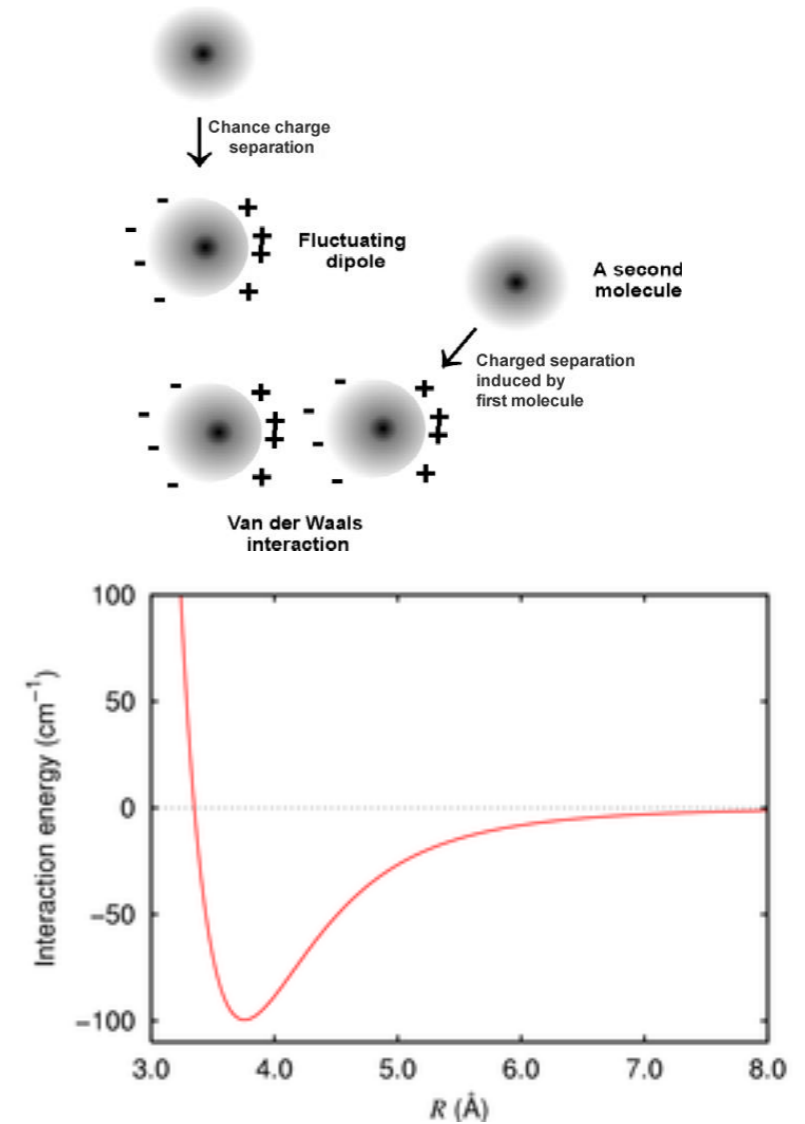 Chance charge
separation
- + - + + - + -
Fluctuating
dipole
A second
molecule
Charged separation
induced by
first molecule
- + - + + - + - - + - + + - + -
Van der Waals
interaction
100
50
0
−50
−100
Interaction energy (cm⁻¹)
3.0 4.0 5.0 6.0 7.0 8.0
R (Å)